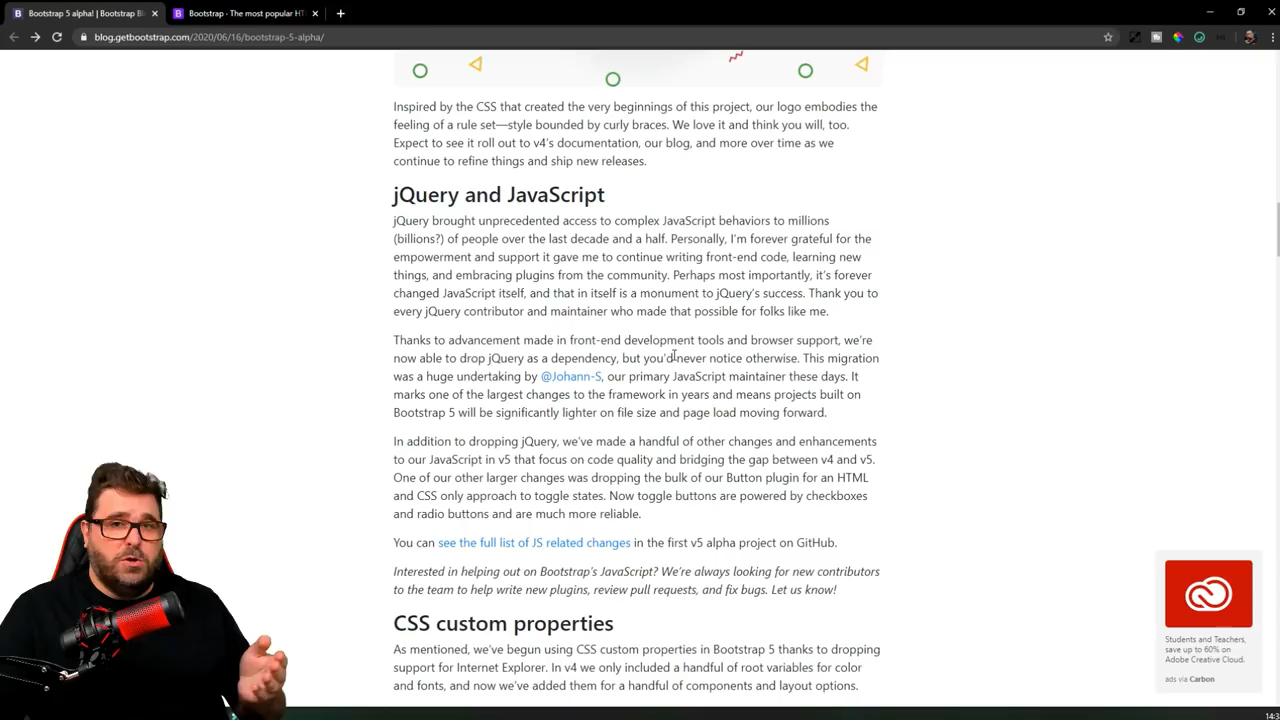 Bootstrap 5 alpha! | Bootstrap Bl
Bootstrap · The most popular HT
blog.getbootstrap.com/2020/06/16/bootstrap-5-alpha/
Inspired by the CSS that created the very beginnings of this project, our logo embodies the
feeling of a rule set—style bounded by curly braces. We love it and think you will, too.
Expect to see it roll out to v4's documentation, our blog, and more over time as we
continue to refine things and ship new releases.
jQuery and JavaScript
jQuery brought unprecedented access to complex JavaScript behaviors to millions
(billions?) of people over the last decade and a half. Personally, I'm forever grateful for the
empowerment and support it gave me to continue writing front-end code, learning new
things, and embracing plugins from the community. Perhaps most importantly, it's forever
changed JavaScript itself, and that in itself is a monument to jQuery's success. Thank you to
every jQuery contributor and maintainer who made that possible for folks like me.
Thanks to advancement made in front-end development tools and browser support, we're
now able to drop jQuery as a dependency, but you'd never notice otherwise. This migration
was a huge undertaking by @Johann-S, our primary JavaScript maintainer these days. It
marks one of the largest changes to the framework in years and means projects built on
Bootstrap 5 will be significantly lighter on file size and page load moving forward.
In addition to dropping jQuery, we've made a handful of other changes and enhancements
to our JavaScript in v5 that focus on code quality and bridging the gap between v4 and v5.
One of our other larger changes was dropping the bulk of our Button plugin for an HTML
and CSS only approach to toggle states. Now toggle buttons are powered by checkboxes
and radio buttons and are much more reliable.
You can see the full list of JS related changes in the first v5 alpha project on GitHub.
Interested in helping out on Bootstrap's JavaScript? We're always looking for new contributors
to the team to help write new plugins, review pull requests, and fix bugs. Let us know!
CSS custom properties
As mentioned, we've begun using CSS custom properties in Bootstrap 5 thanks to dropping
support for Internet Explorer. In v4 we only included a handful of root variables for color
and fonts, and now we've added them for a handful of components and layout options.
Students and Teachers,
save up to 60% on
Adobe Creative Cloud.
ads via Carbon